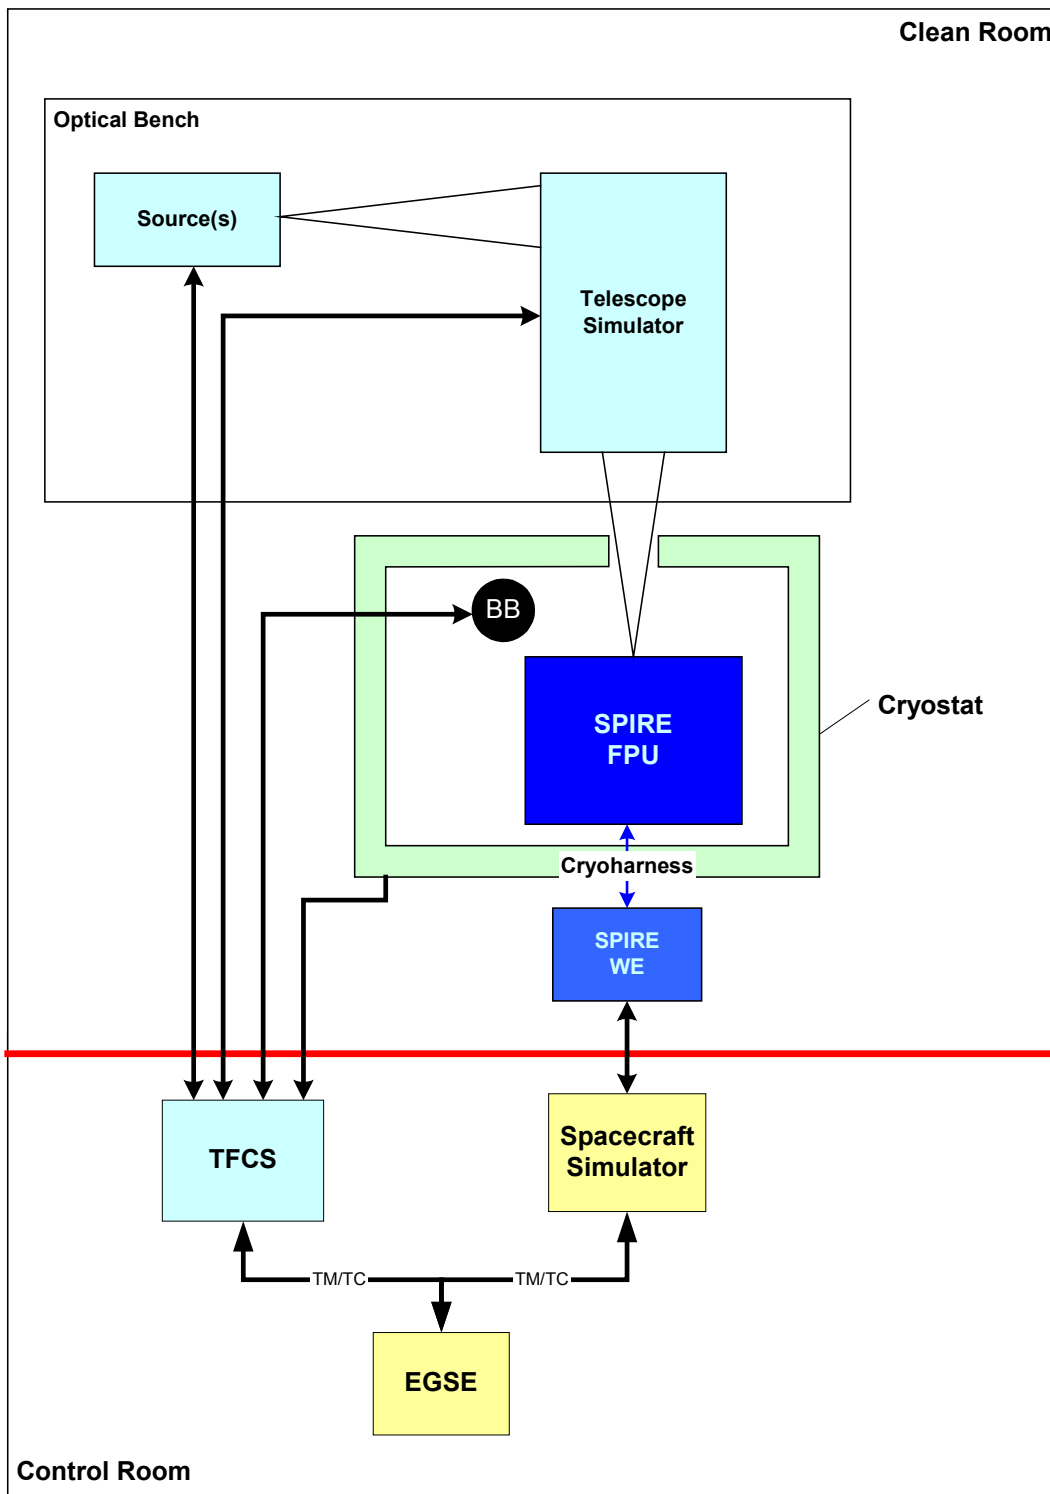 Clean Room
Optical Bench
Source(s)
Telescope
Simulator
BB
SPIRE
FPU
Cryostat
Cryoharness
SPIRE
WE
TFCS
Spacecraft
Simulator
TM/TC
TM/TC
EGSE
Control Room